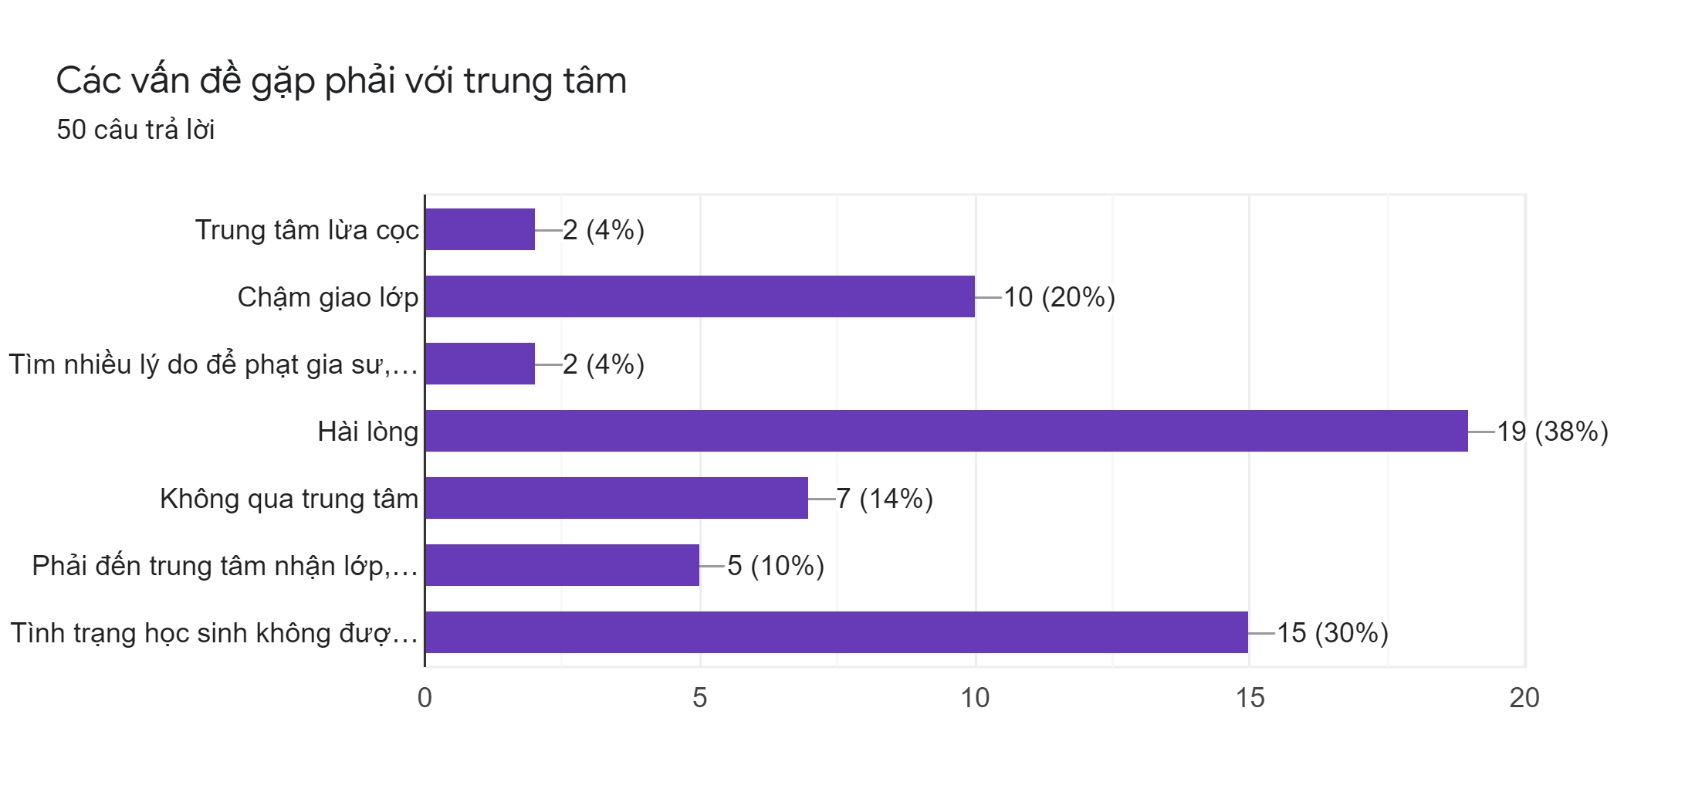 Các vấn đề gặp phải với trung tâm
50 câu trả lời
Trung tâm lừa cọc
2 (4%)
Chậm giao lớp
10 (20%)
Tìm nhiều lý do để phạt gia sư,…
2 (4%)
Hài lòng
19 (38%)
Không qua trung tâm
7 (14%)
Phải đến trung tâm nhận lớp,…
5 (10%)
Tình trạng học sinh không đượ…
15 (30%)
0 5 10 15 20